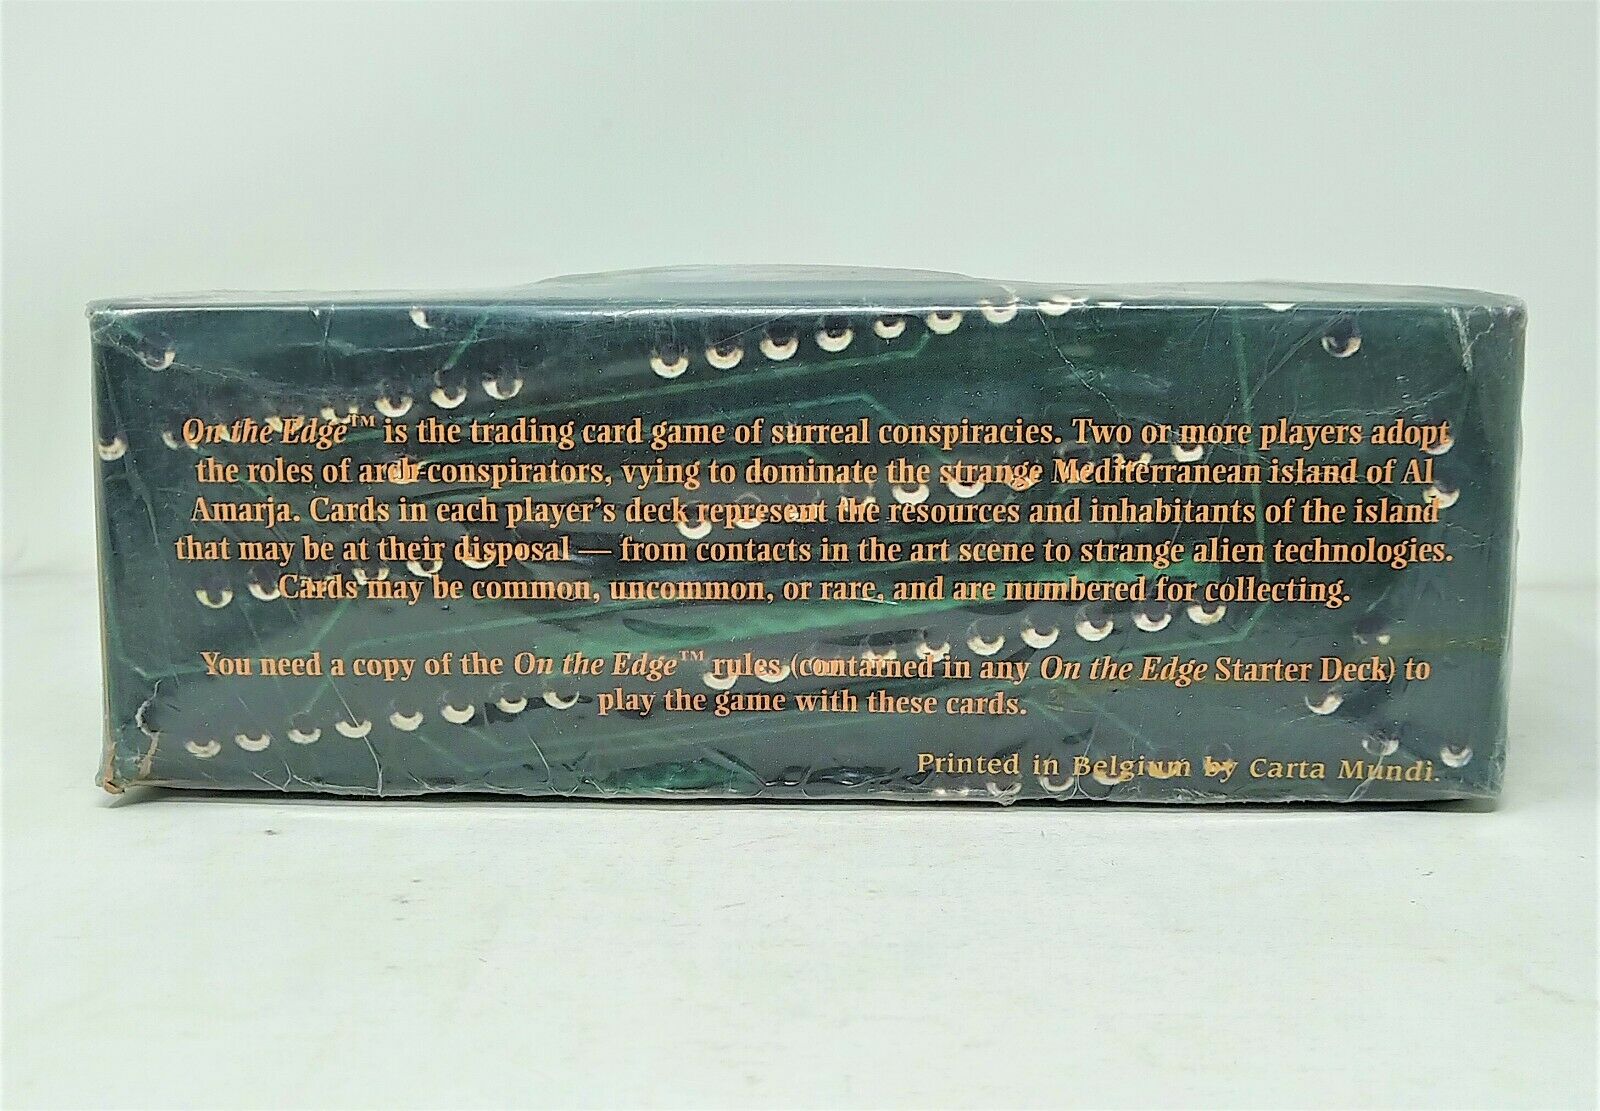 On the Edge™ is the trading card game of surreal conspiracies. Two or more players adopt
the roles of arch-conspirators, vying to dominate the strange Mediterranean island of Al
Amarja. Cards in each player's deck represent the resources and inhabitants of the island
that may be at their disposal — from contacts in the art scene to strange alien technologies.
Cards may be common, uncommon, or rare, and are numbered for collecting.
You need a copy of the On the Edge™ rules (contained in any On the Edge Starter Deck) to
play the game with these cards.
Printed in Belgium by Carta Mundi.